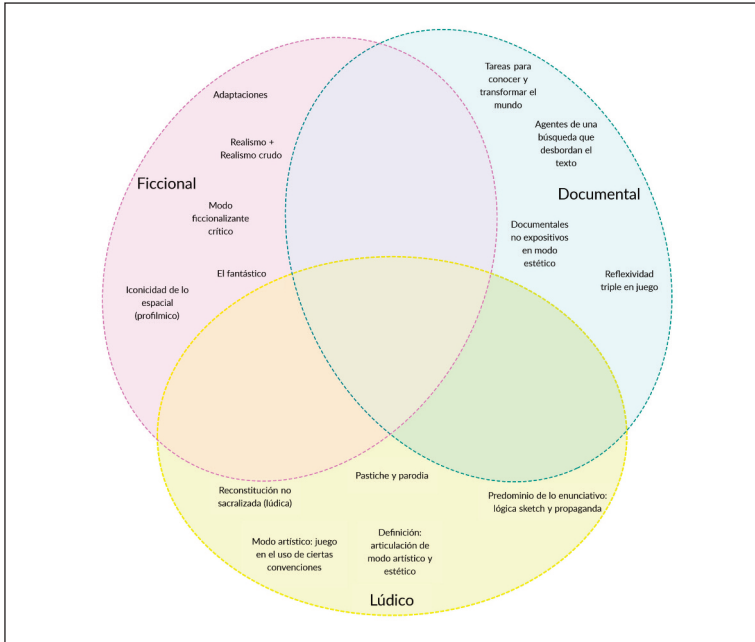 Adaptaciones
Realismo +
Realismo crudo
Ficcional
Modo
ficcionalizante
crítico
El fantástico
Iconicidad de lo
espacial
(profilmico)
Tareas para
conocer y
transformar el
mundo
Agentes de una
búsqueda que
desbordan el
texto
Documental
Documentales
no expositivos
en modo
estético
Reflexividad
triple en juego
Pastiche y parodia
Reconstitución no
sacralizada (lúdica)
Predominio de lo enunciativo:
lógica sketch y propaganda
Modo artístico: juego
en el uso de ciertas
convenciones
Definición:
articulación de
modo artístico y
estético
Lúdico